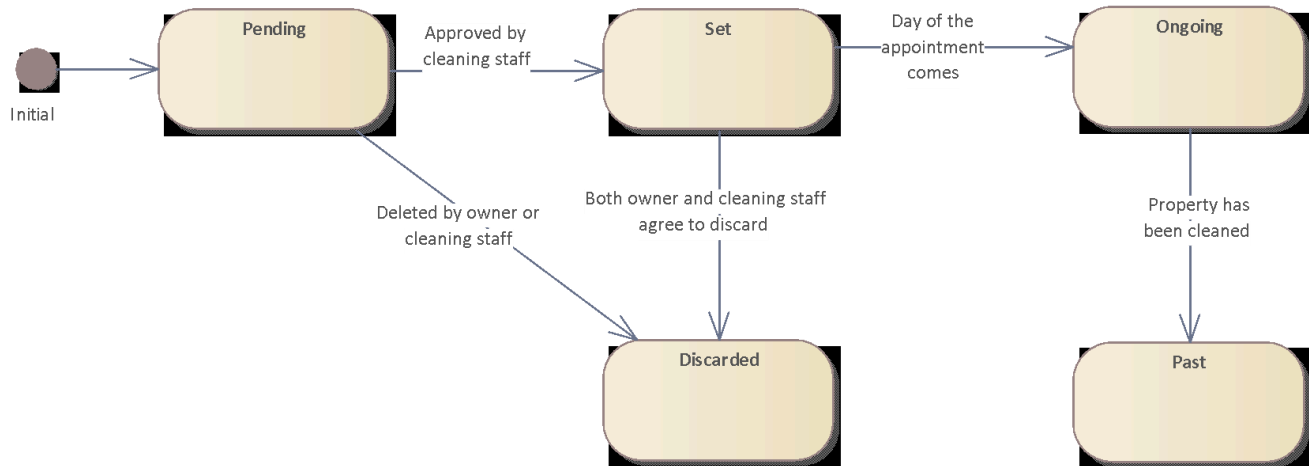 Pending
Set
Ongoing
Initial
Approved by
cleaning staff
Day of the
appointment
comes
Deleted by owner or
cleaning staff
Both owner and cleaning staff
agree to discard
Property has
been cleaned
Discarded
Past